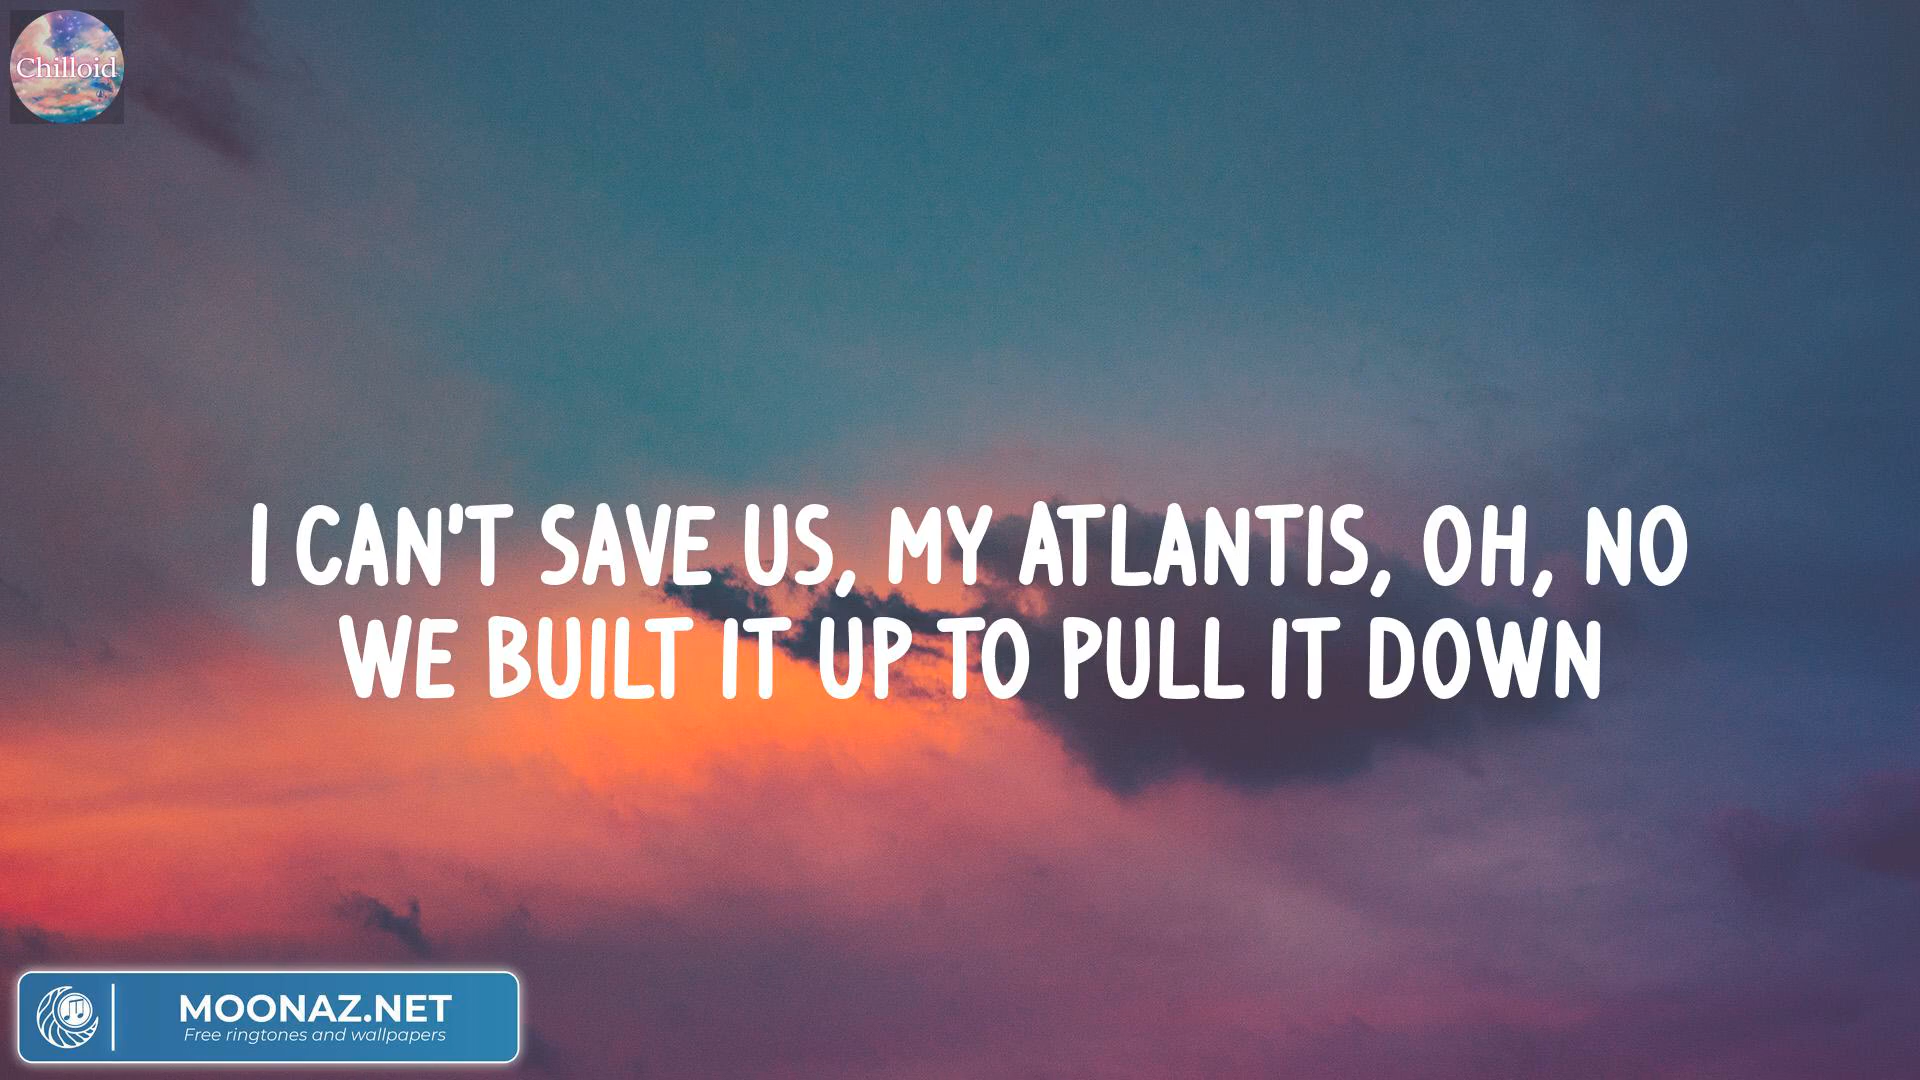 Chilloid
I CAN'T SAVE US, MY ATLANTIS, OH, NO
WE BUILT IT UP TO PULL IT DOWN
MOONAZ.NET
Free ringtones and wallpapers